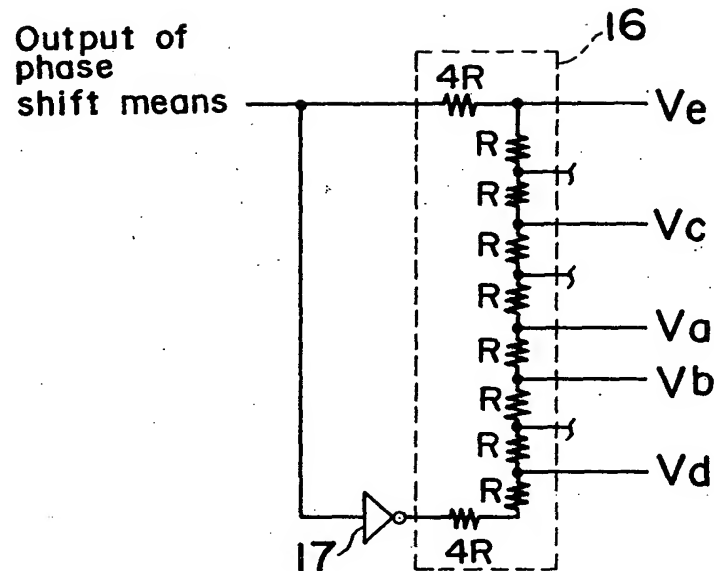 Output of
phase
shift means
16
4R
Ve
R
R
Vc
R
R
Va
R
Vb
R
R
Vd
R
17
4R